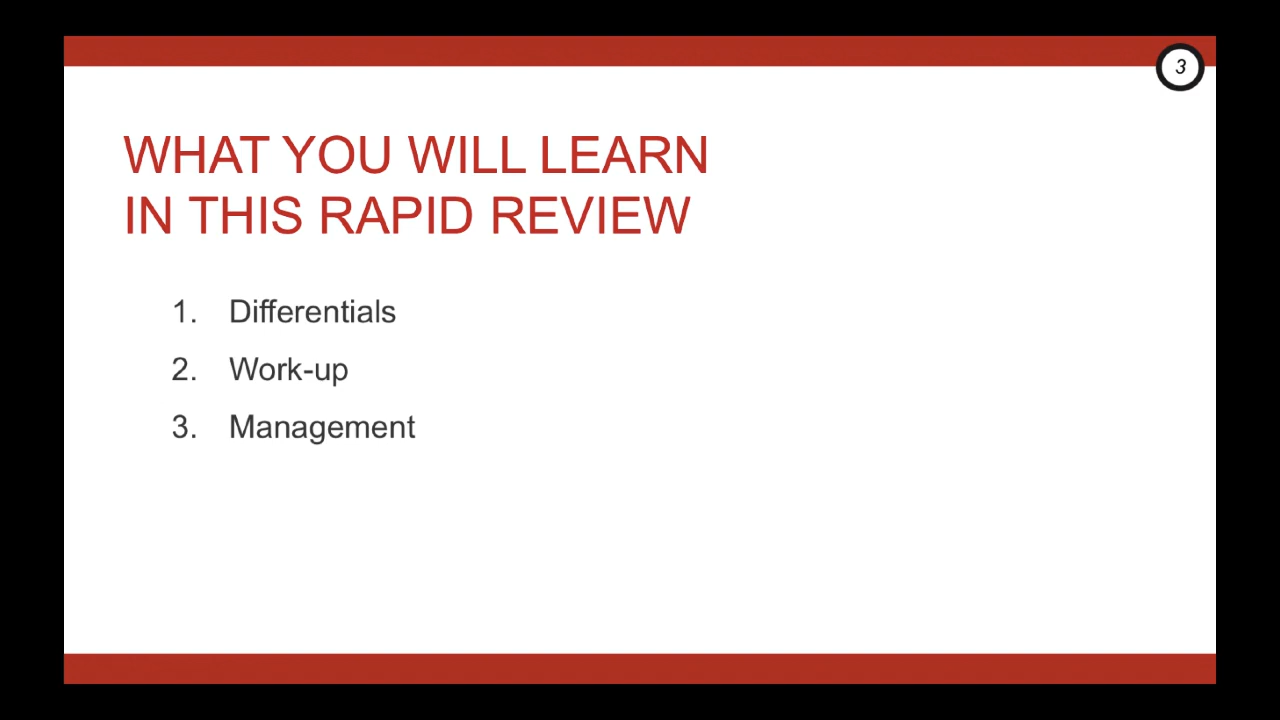 3
WHAT YOU WILL LEARN
IN THIS RAPID REVIEW
1. Differentials
2. Work-up
3. Management